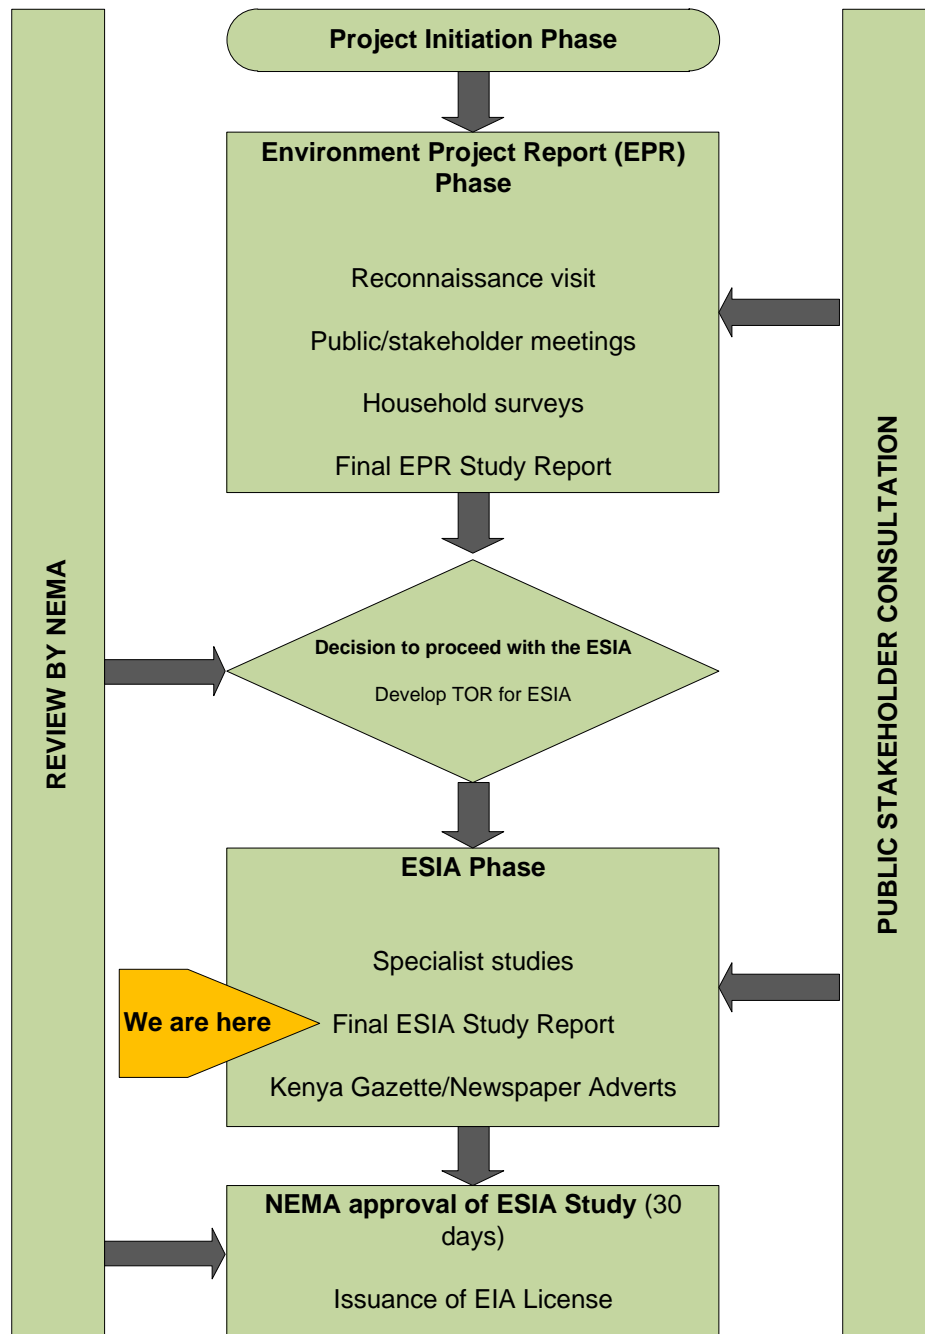 Project Initiation Phase
Environment Project Report (EPR)
Phase
Reconnaissance visit
Public/stakeholder meetings
Household surveys
Final EPR Study Report
REVIEW BY NEMA
PUBLIC STAKEHOLDER CONSULTATION
Decision to proceed with the ESIA
Develop TOR for ESIA
ESIA Phase
Specialist studies
We are here
Final ESIA Study Report
Kenya Gazette/Newspaper Adverts
NEMA approval of ESIA Study (30
days)
Issuance of EIA License